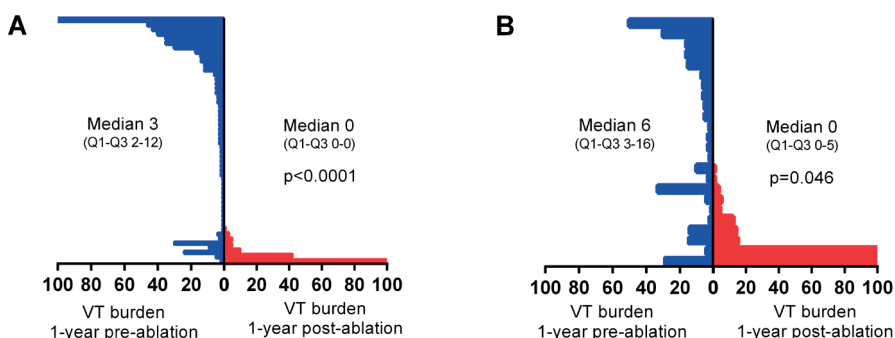 A
B
Median 3
(Q1-Q3 2-12)
Median 0
(Q1-Q3 0-0)
p<0.0001
100 80 60 40 20 0 20 40 60 80 100
VT burden
1-year pre-ablation
VT burden
1-year post-ablation
Median 6
(Q1-Q3 3-16)
Median 0
(Q1-Q3 0-5)
p=0.046
100 80 60 40 20 0 20 40 60 80 100
VT burden
1-year pre-ablation
VT burden
1-year post-ablation